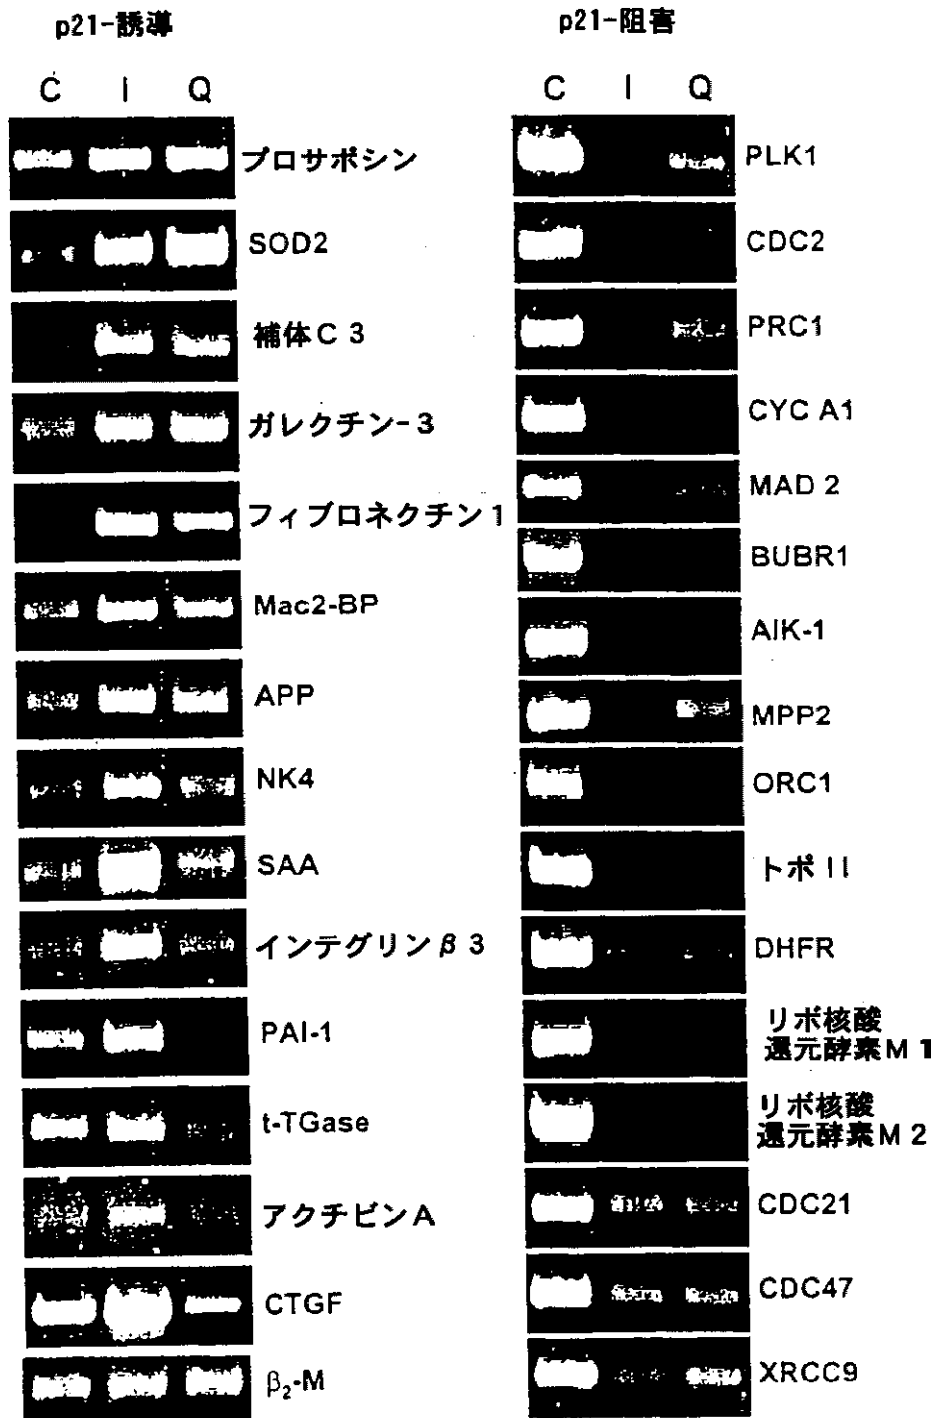 p21-誘導
C I Q
プロサポシン
SOD2
補体C 3
ガレクチン-3
フィブロネクチン1
Mac2-BP
APP
NK4
SAA
インテグリンβ 3
PAI-1
t-TGase
アクチビンA
CTGF
β₂-M
p21-阻害
C I Q
PLK1
CDC2
PRC1
CYC A1
MAD 2
BUBR1
AIK-1
MPP2
ORC1
トポ II
DHFR
リボ核酸
還元酵素M 1
リボ核酸
還元酵素M 2
CDC21
CDC47
XRCC9